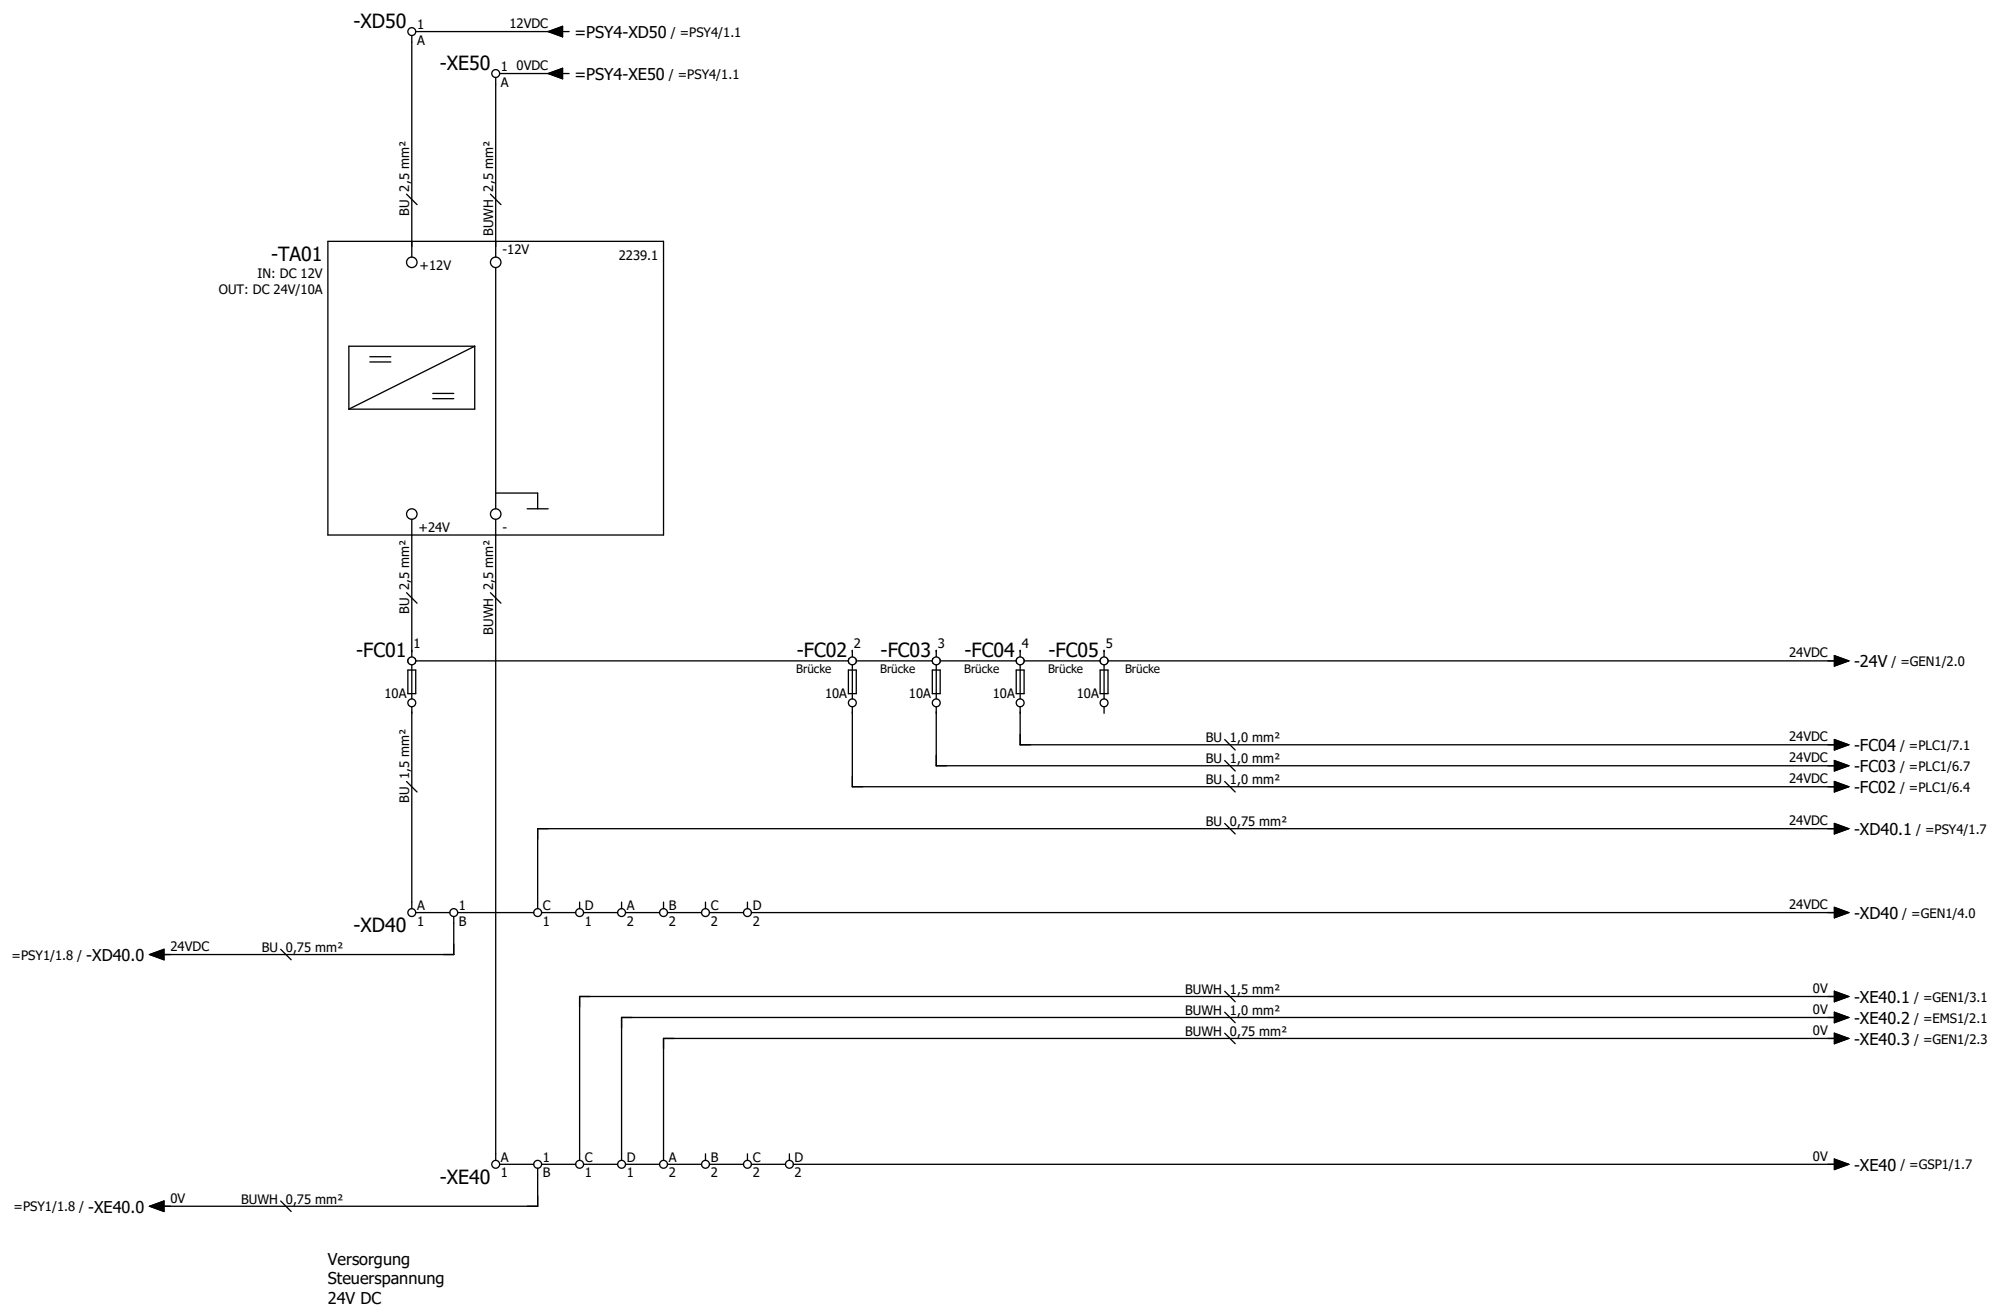 -XD50 1 A 12VDC =PSY4-XD50 / =PSY4/1.1
-XE50 1 A 0VDC =PSY4-XE50 / =PSY4/1.1
BU 2,5 mm²
BUWH 2,5 mm²
-TA01
IN: DC 12V
OUT: DC 24V/10A
+12V
-12V
2239.1
+24V
-
BU 2,5 mm²
BUWH 2,5 mm²
-FC01 1
10A
-FC02 2
Brücke
10A
-FC03 3
Brücke
10A
-FC04 4
Brücke
10A
-FC05 5
Brücke
10A
Brücke
24VDC -24V / =GEN1/2.0
BU 1,5 mm²
BU 1,0 mm² 24VDC -FC04 / =PLC1/7.1
BU 1,0 mm² 24VDC -FC03 / =PLC1/6.7
BU 1,0 mm² 24VDC -FC02 / =PLC1/6.4
BU 0,75 mm² 24VDC -XD40.1 / =PSY4/1.7
A 1 C D A B C D 24VDC
-XD40 1 B 1 1 2 2 2 2 -XD40 / =GEN1/4.0
=PSY1/1.8 / -XD40.0 24VDC BU 0,75 mm²
BUWH 1,5 mm² 0V -XE40.1 / =GEN1/3.1
BUWH 1,0 mm² 0V -XE40.2 / =EMS1/2.1
BUWH 0,75 mm² 0V -XE40.3 / =GEN1/2.3
A 1 C D A B C D 0V
-XE40 1 B 1 1 2 2 2 2 -XE40 / =GSP1/1.7
=PSY1/1.8 / -XE40.0 0V BUWH 0,75 mm²
Versorgung
Steuerspannung
24V DC